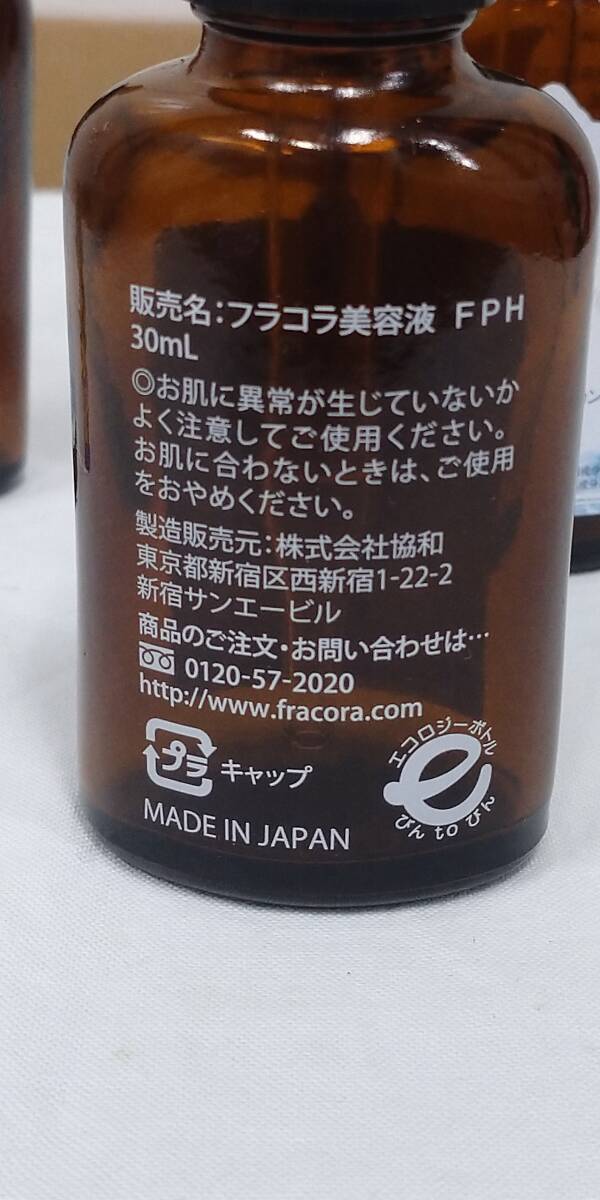 販売名：フラコラ美容液 ＦＰＨ
30mL
◎お肌に異常が生じていないか
よく注意してご使用ください。
お肌に合わないときは、ご使用
をおやめください。
製造販売元：株式会社協和
東京都新宿区西新宿1-22-2
新宿サンエービル
商品のご注文・お問い合わせは…
0120-57-2020
http://www.fracora.com
プラ キャップ
エコロジーボトル
e
びん to びん
MADE IN JAPAN